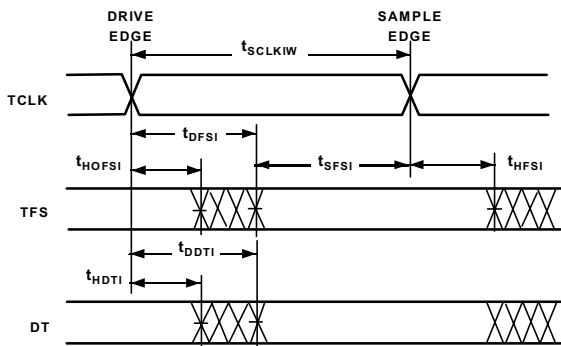 DRIVE EDGE
SAMPLE EDGE
tSCLKIW
TCLK
tDFSI
tHOFSI
tSFSI
tHFSI
TFS
tDDTI
tHDTI
DT